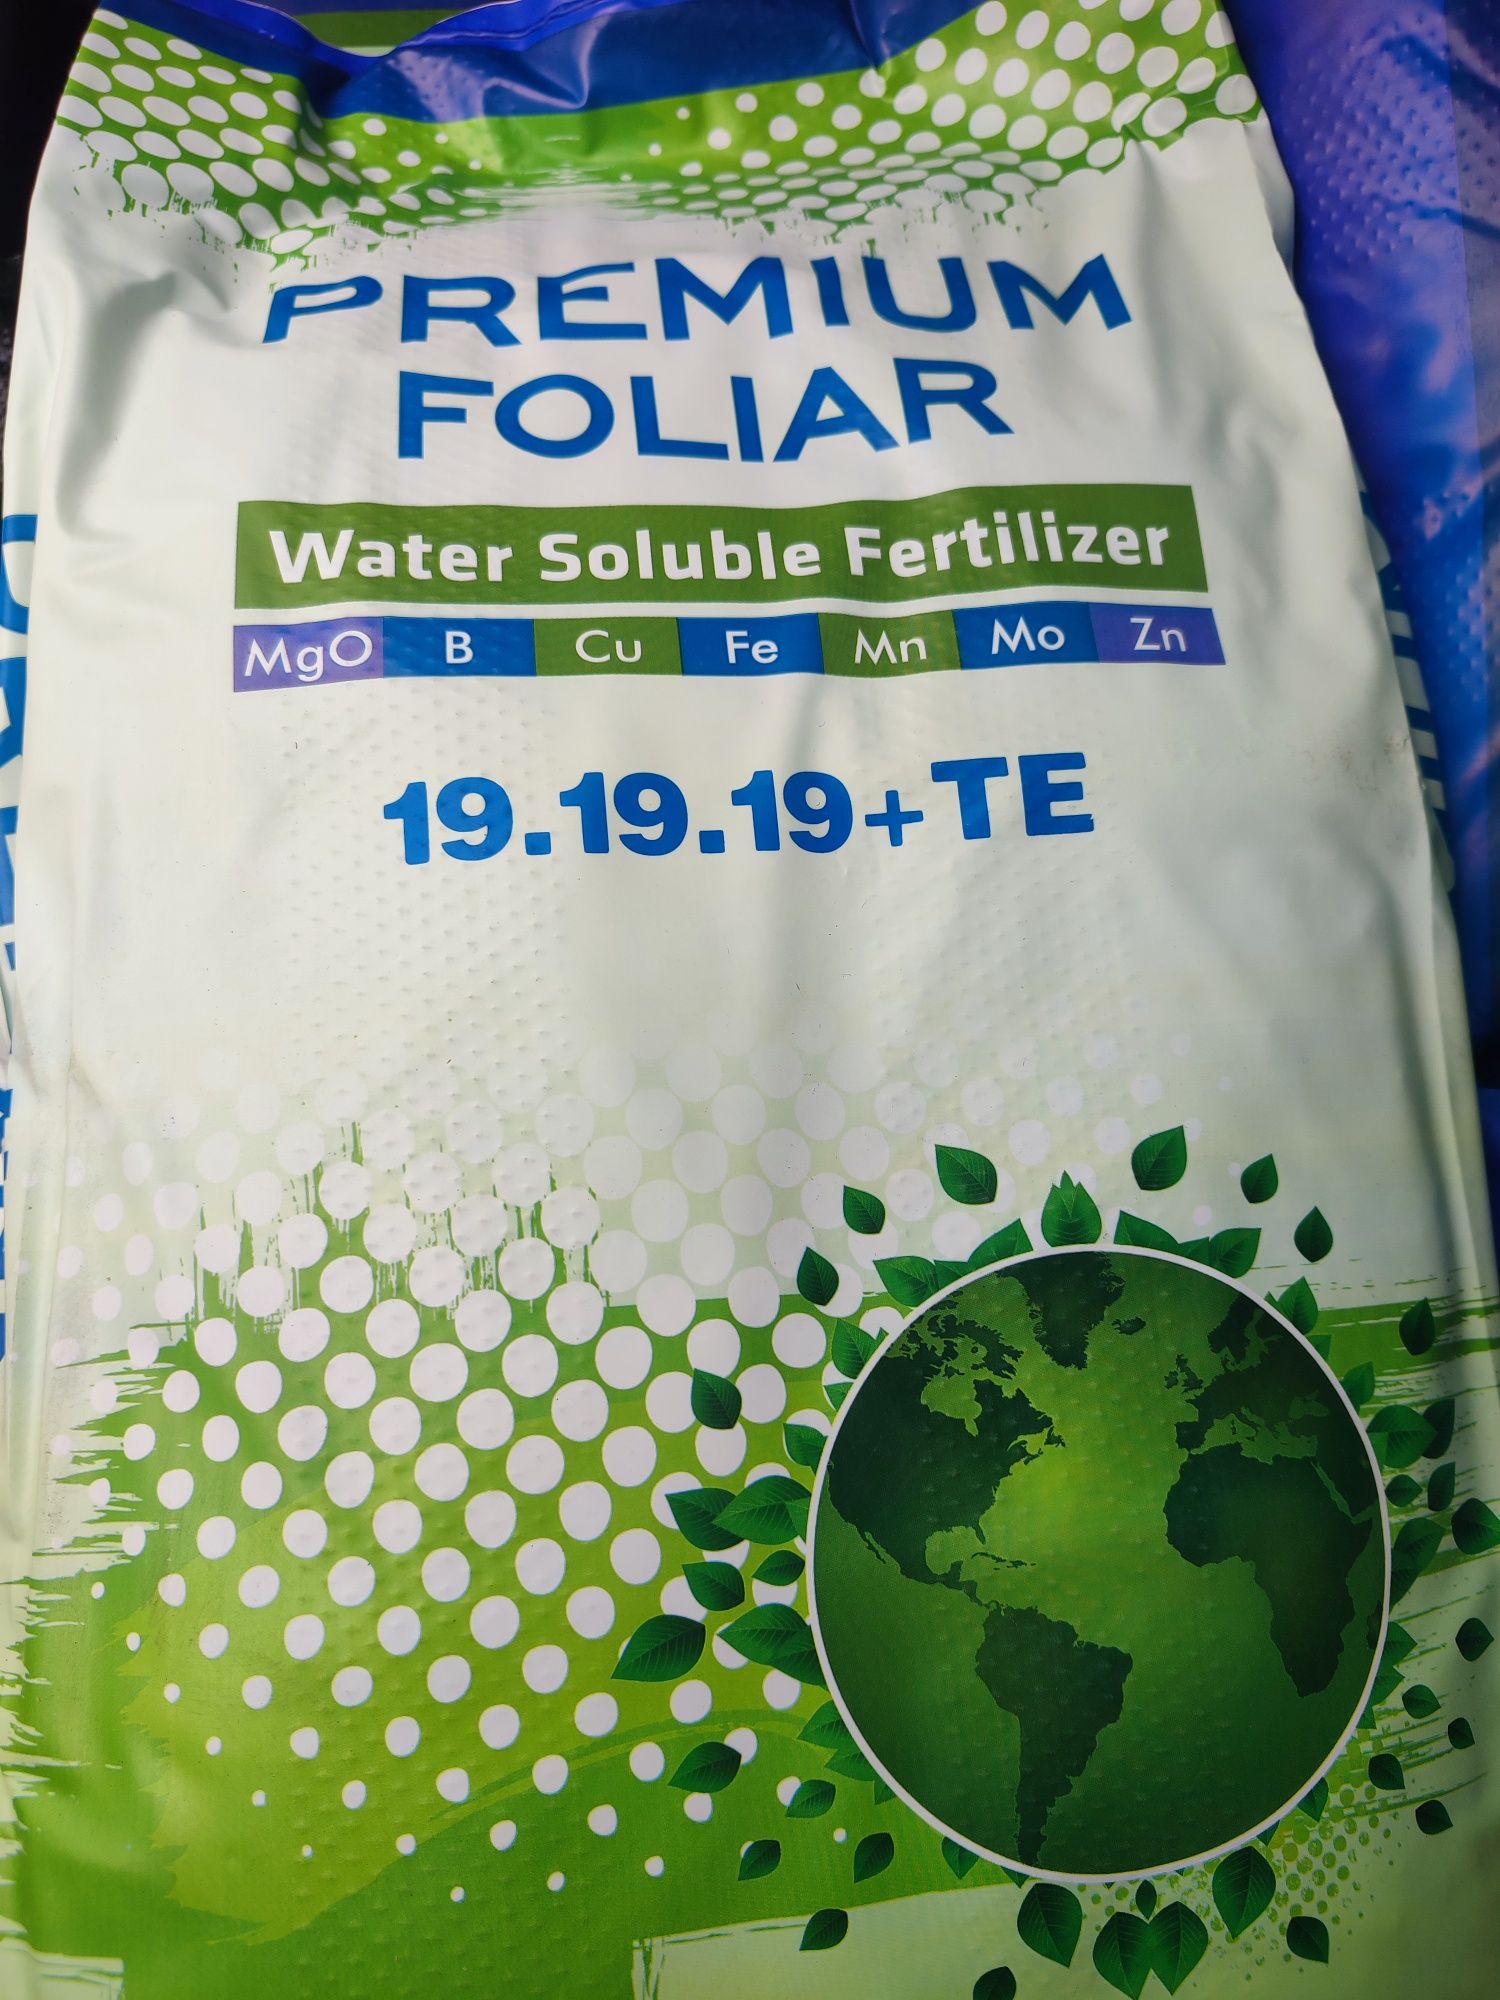 PREMIUM
FOLIAR
Water Soluble Fertilizer
MgO B Cu Fe Mn Mo Zn
19.19.19+TE